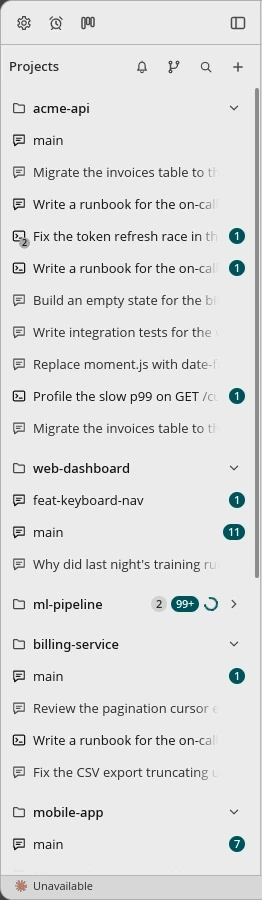 Projects
acme-api
main
Migrate the invoices table to th
Write a runbook for the on-call
Fix the token refresh race in th 1
2
Write a runbook for the on-call 1
Build an empty state for the
Write integration tests for the
Replace moment.js with date-f
Profile the slow p99 on GET 1
Migrate the invoices table to th
web-dashboard
feat-keyboard-nav 1
main 11
Why did last night's training ru
ml-pipeline 2 99+
billing-service
main 1
Review the pagination cursor
Write a runbook for the on-call
Fix the CSV export truncating
mobile-app
main 7
Unavailable